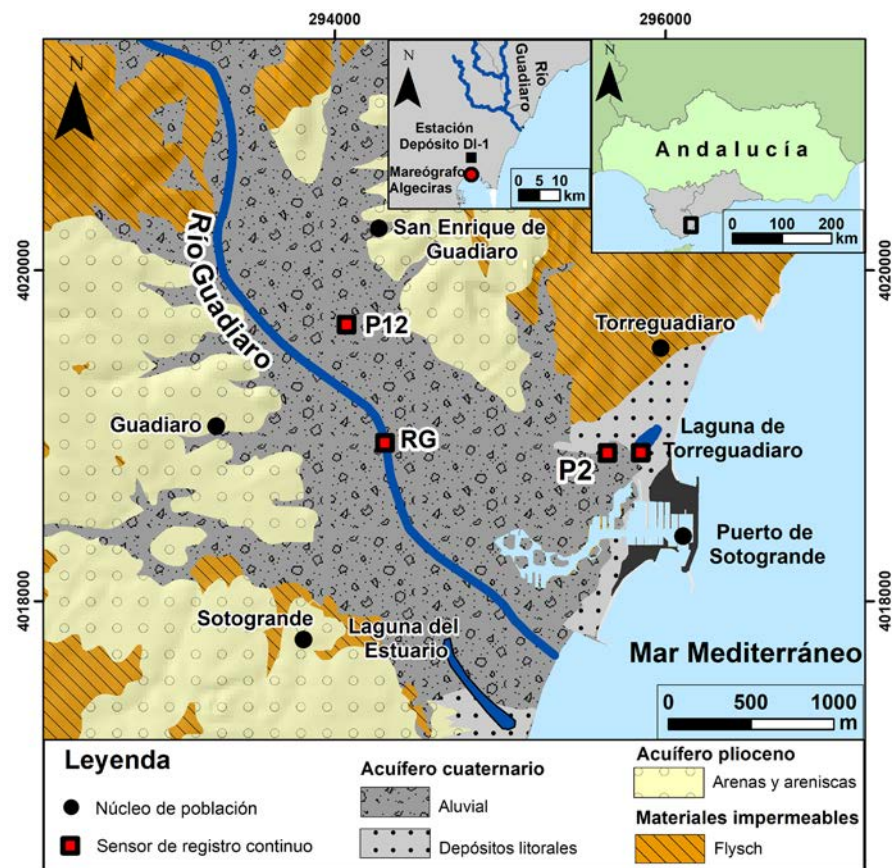 294000
296000
N
Río
Guadiaro
Estación
Depósito DI-1
Mareógrafo
Algeciras
0 5 10
km
N
Andalucía
0 100 200
km
N
4020000
4020000
San Enrique de
Guadiaro
Río Guadiaro
P12
Torreguadiaro
Guadiaro
RG
Laguna de
Torreguadiaro
P2
Puerto de
Sotogrande
4018000
4018000
Sotogrande
Laguna del
Estuario
Mar Mediterráneo
0 500 1000
m
Leyenda
Núcleo de población
Sensor de registro continuo
Acuífero cuaternario
Aluvial
Depósitos litorales
Acuífero plioceno
Arenas y areniscas
Materiales impermeables
Flysch